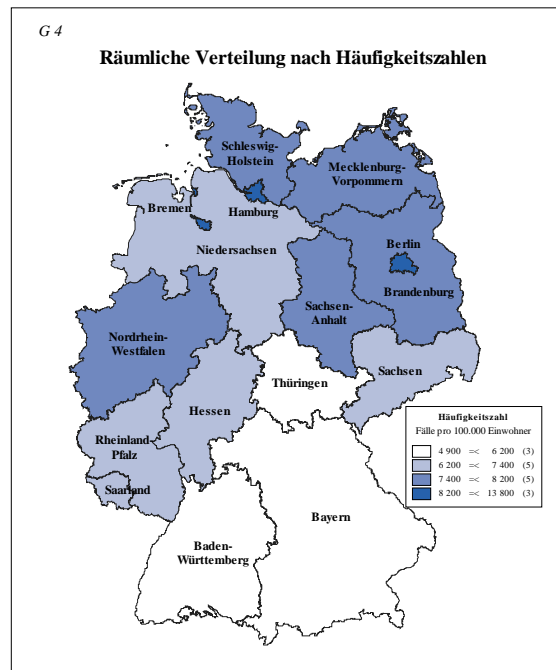 G 4
Räumliche Verteilung nach Häufigkeitszahlen
Schleswig-
Holstein
Mecklenburg-
Vorpommern
Bremen
Hamburg
Niedersachsen
Berlin
Brandenburg
Sachsen-
Anhalt
Nordrhein-
Westfalen
Sachsen
Thüringen
Hessen
Rheinland-
Pfalz
Saarland
Bayern
Baden-
Württemberg
Häufigkeitszahl
Fälle pro 100.000 Einwohner
4 900 =< 6 200 (3)
6 200 =< 7 400 (5)
7 400 =< 8 200 (5)
8 200 =< 13 800 (3)